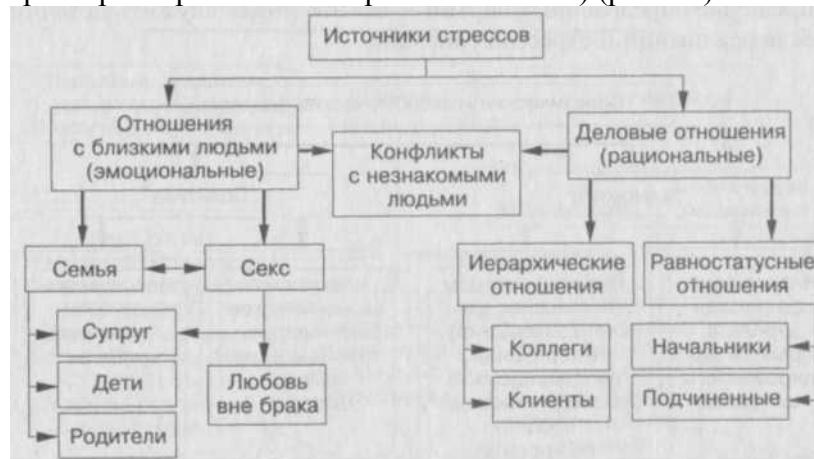 Источники стрессов
Отношения
с близкими людьми
(эмоциональные)
Конфликты
с незнакомыми
людьми
Деловые отношения
(рациональные)
Семья
Секс
Иерархические
отношения
Равностатусные
отношения
Супруг
Дети
Родители
Любовь
вне брака
Коллеги
Клиенты
Начальники
Подчиненные